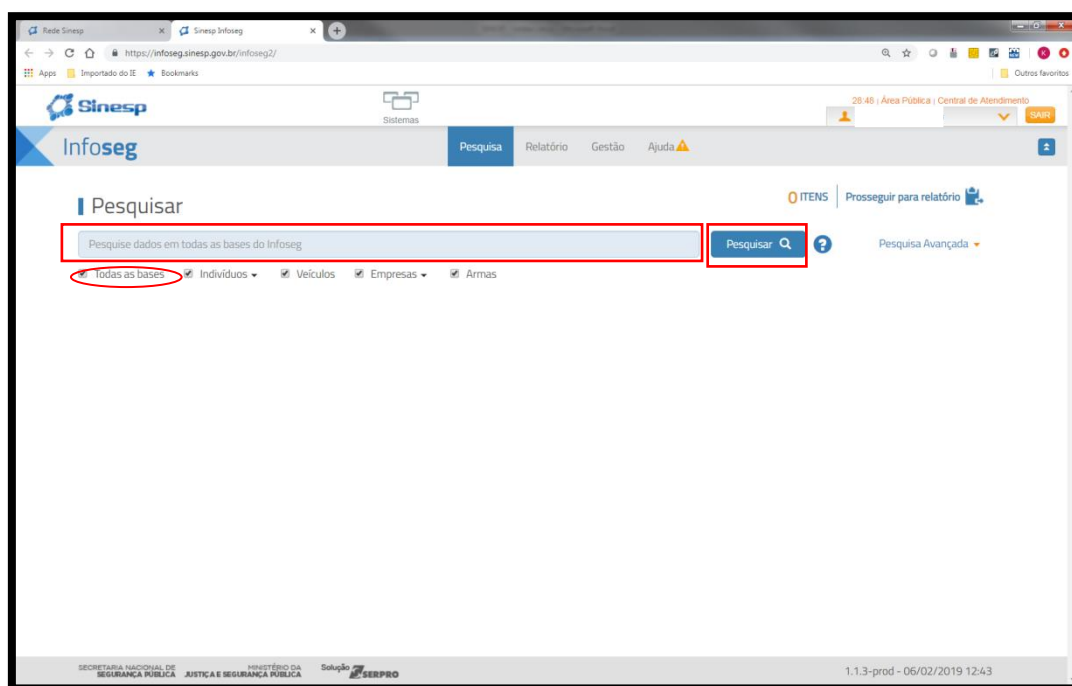 Rede Sinesp
Sinesp Infoseg
https://infoseg.sinesp.gov.br/infoseg2/
Apps Importado do IE Bookmarks Outros favoritos
Sinesp
Sistemas
28:48 | Área Pública | Central de Atendimento
SAIR
Infoseg
Pesquisa Relatório Gestão Ajuda
Pesquisar
0 ITENS Prosseguir para relatório
Pesquise dados em todas as bases do Infoseg
Pesquisar
Pesquisa Avançada
Todas as bases Indivíduos Veículos Empresas Armas
SECRETARIA NACIONAL DE
SEGURANÇA PÚBLICA
MINISTÉRIO DA
JUSTIÇA E SEGURANÇA PÚBLICA
Solução SERPRO
1.1.3-prod - 06/02/2019 12:43